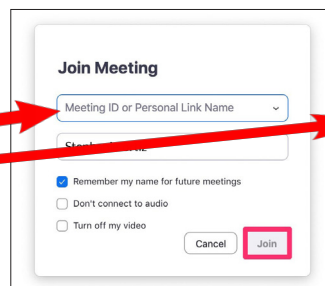 Join Meeting
Meeting ID or Personal Link Name
Remember my name for future meetings
Don't connect to audio
Turn off my video
Cancel Join